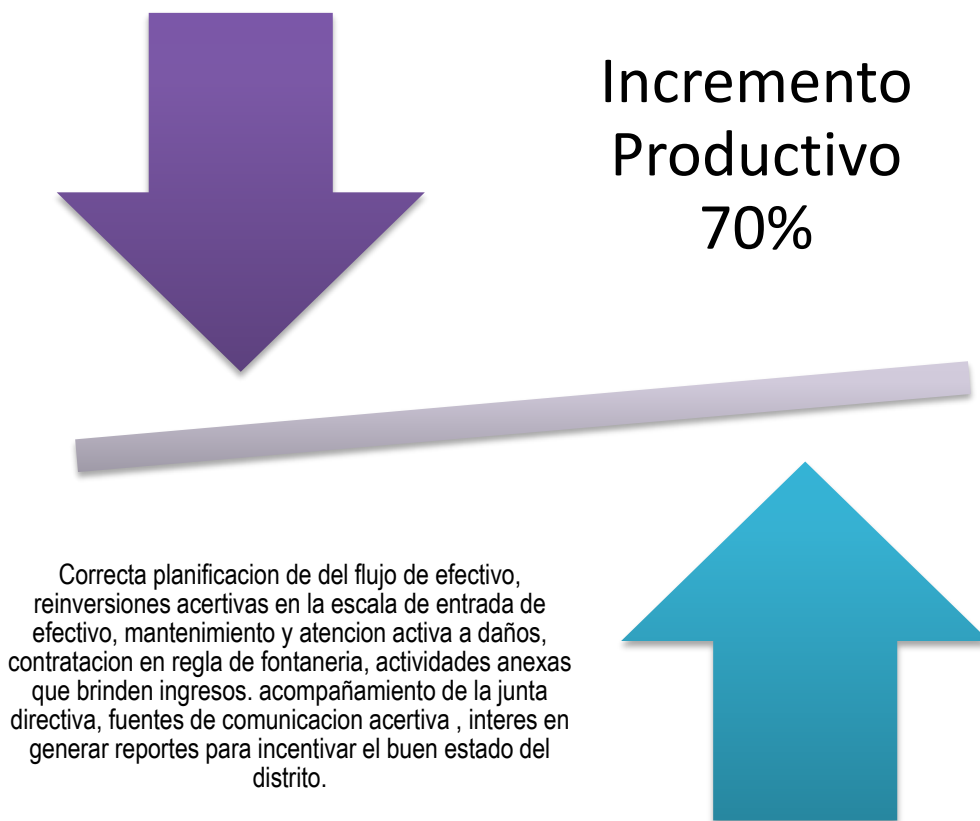 Incremento
Productivo
70%
Correcta planificacion de del flujo de efectivo,
reinversiones acertivas en la escala de entrada de
efectivo, mantenimiento y atencion activa a daños,
contratacion en regla de fontaneria, actividades anexas
que brinden ingresos. acompañamiento de la junta
directiva, fuentes de comunicacion acertiva , interes en
generar reportes para incentivar el buen estado del
distrito.